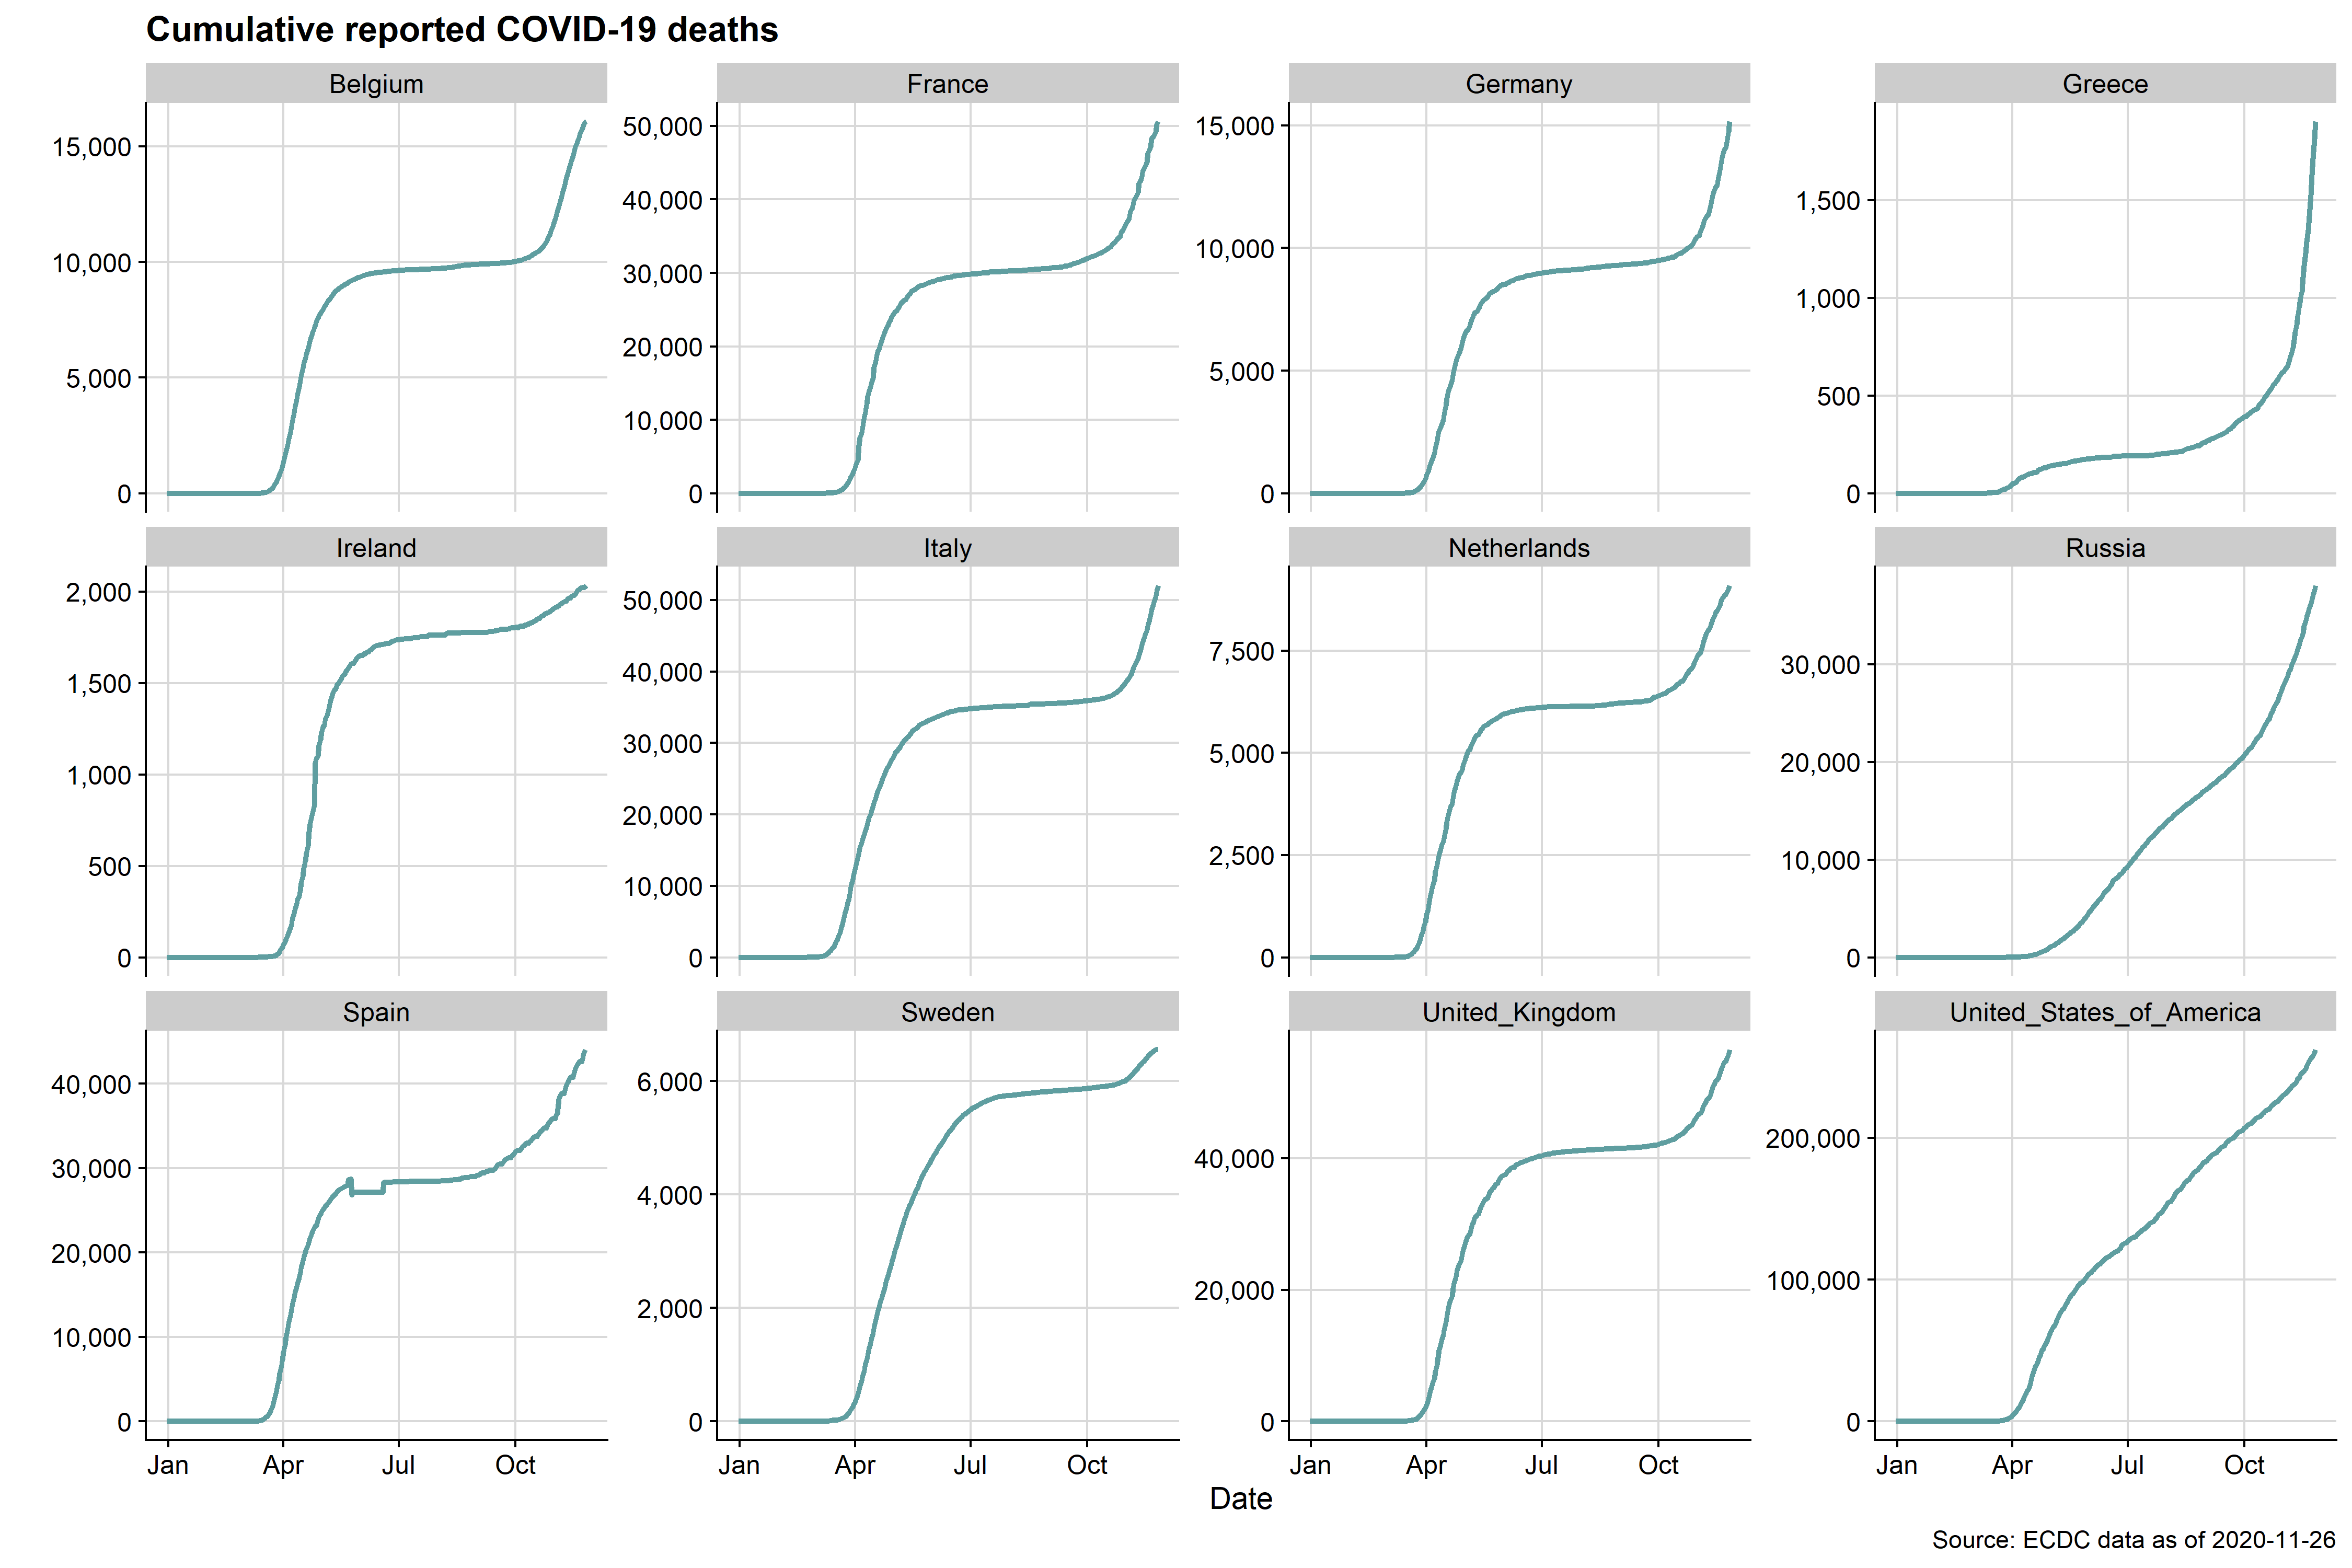 Cumulative reported COVID-19 deaths
Belgium
France
Germany
Greece
15,000
10,000
5,000
0
50,000
40,000
30,000
20,000
10,000
0
15,000
10,000
5,000
0
1,500
1,000
500
0
Ireland
Italy
Netherlands
Russia
2,000
1,500
1,000
500
0
50,000
40,000
30,000
20,000
10,000
0
7,500
5,000
2,500
0
30,000
20,000
10,000
0
Spain
Sweden
United_Kingdom
United_States_of_America
40,000
30,000
20,000
10,000
0
6,000
4,000
2,000
0
40,000
20,000
0
200,000
100,000
0
Jan Apr Jul Oct
Jan Apr Jul Oct
Jan Apr Jul Oct
Jan Apr Jul Oct
Date
Source: ECDC data as of 2020-11-26